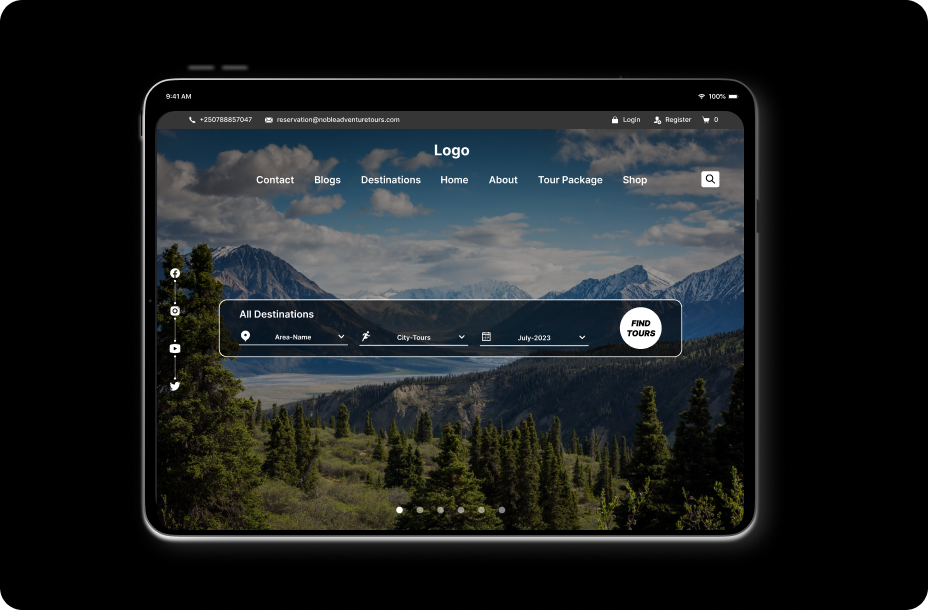 9:41 AM 100%
+250788857047 reservation@nobleadventuretours.com Login Register 0
Logo
Contact Blogs Destinations Home About Tour Package Shop
All Destinations
Area-Name City-Tours July-2023
FIND
TOURS